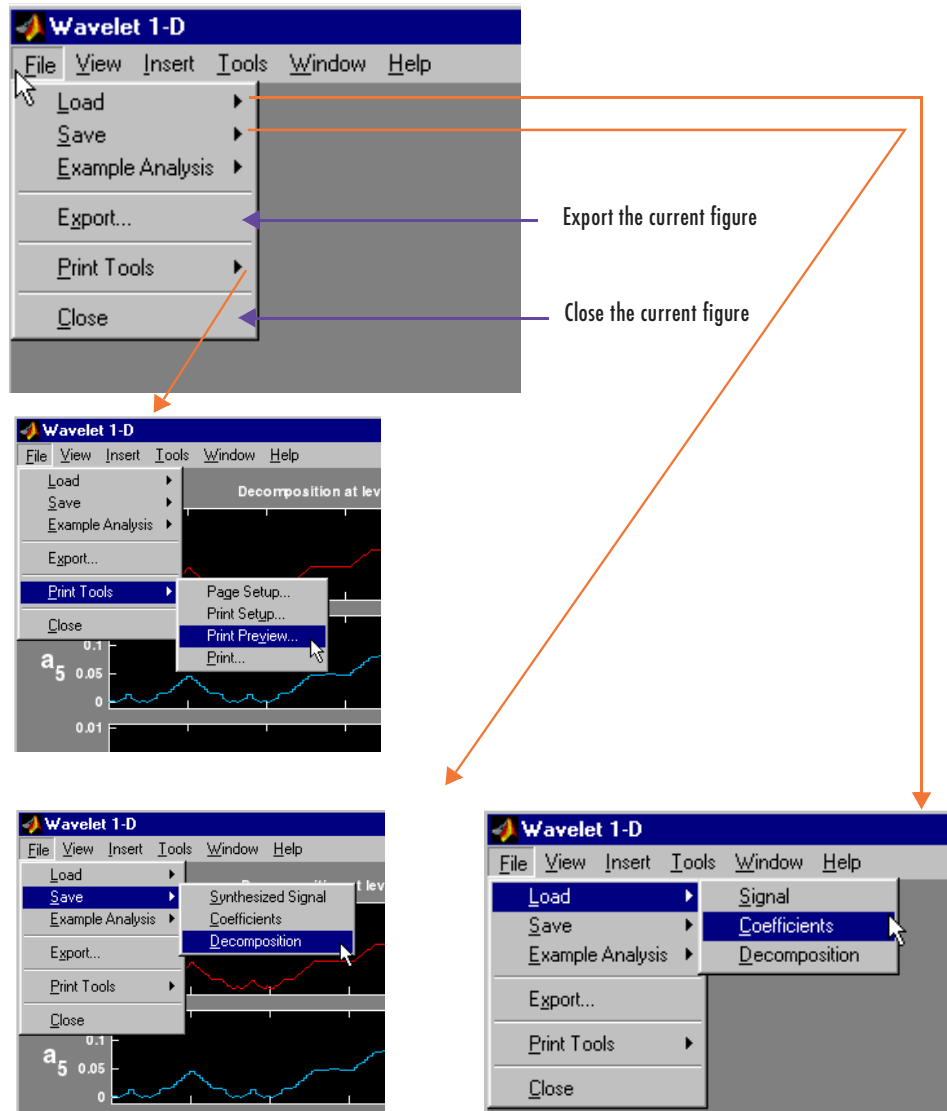 Wavelet 1-D
File View Insert Tools Window Help
Load
Save
Example Analysis
Export...
Print Tools
Close
Export the current figure
Close the current figure
Wavelet 1-D
File View Insert Tools Window Help
Load
Save
Example Analysis
Export...
Print Tools
Close
Decomposition at lev
Page Setup...
Print Setup...
Print Preview...
Print...
0.1
a5 0.05
0
0.01
Wavelet 1-D
File View Insert Tools Window Help
Load
Save
Example Analysis
Export...
Print Tools
Close
t lev
Synthesized Signal
Coefficients
Decomposition
0.1
a5 0.05
0
Wavelet 1-D
File View Insert Tools Window Help
Load
Save
Example Analysis
Export...
Print Tools
Close
Signal
Coefficients
Decomposition